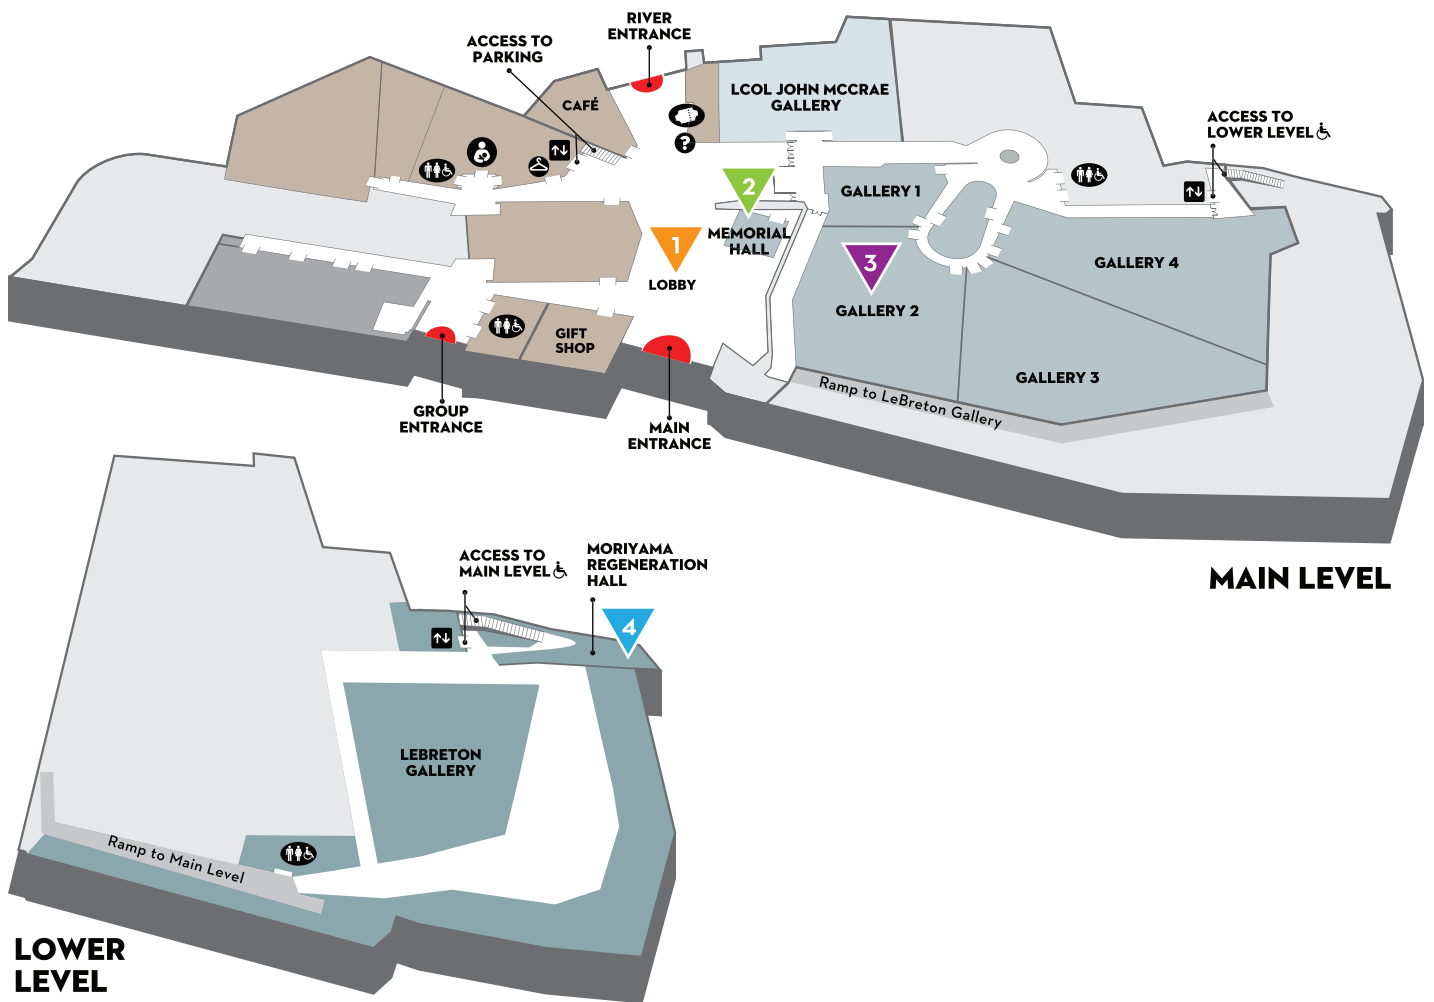 RIVER
ENTRANCE
ACCESS TO
PARKING
CAFÉ
LCOL JOHN MCCRAE
GALLERY
?
ACCESS TO
LOWER LEVEL
2
GALLERY 1
MEMORIAL
HALL
1
LOBBY
3
GALLERY 2
GALLERY 4
GALLERY 3
GIFT
SHOP
Ramp to LeBreton Gallery
GROUP
ENTRANCE
MAIN
ENTRANCE
MAIN LEVEL
ACCESS TO
MAIN LEVEL
MORIYAMA
REGENERATION
HALL
4
LEBRETON
GALLERY
Ramp to Main Level
LOWER
LEVEL